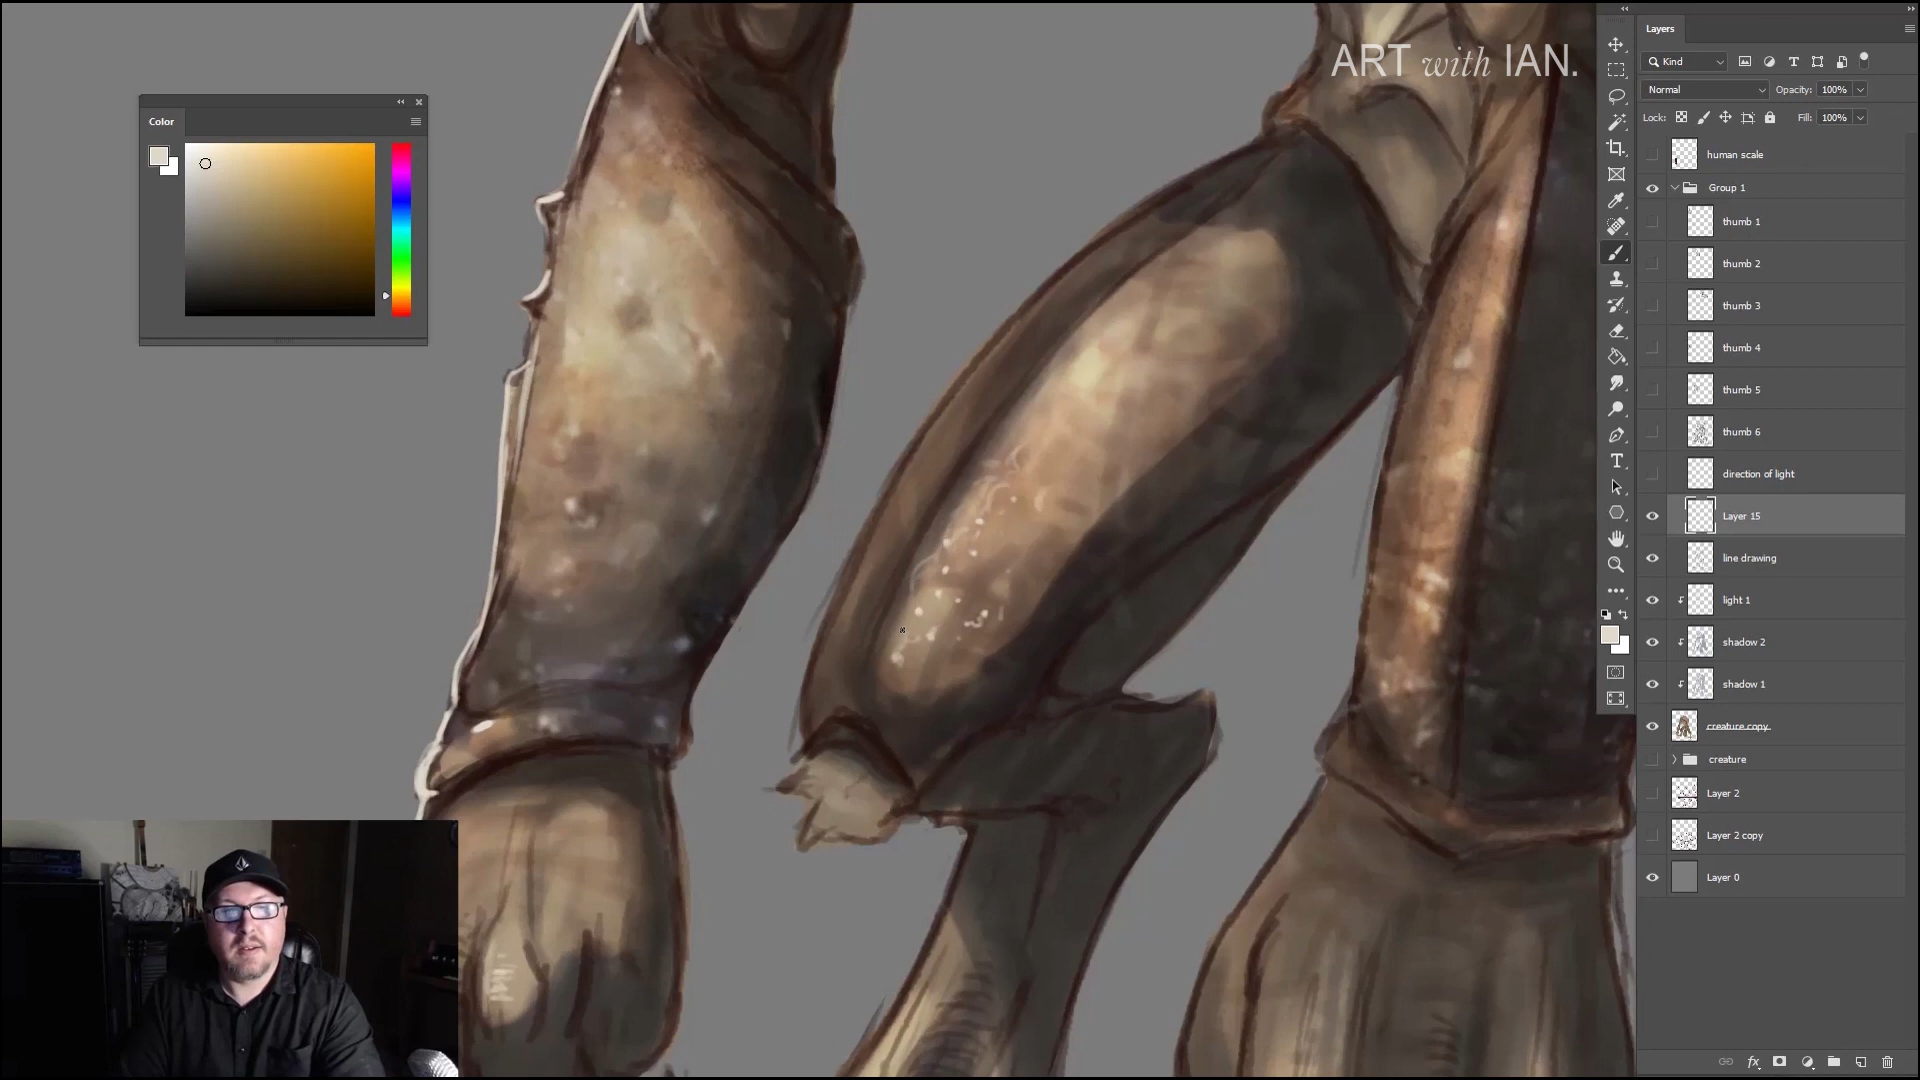 ART with IAN.
Color
Layers
Kind
Normal
Opacity: 100%
Lock:
Fill: 100%
human scale
Group 1
thumb 1
thumb 2
thumb 3
thumb 4
thumb 5
thumb 6
direction of light
Layer 15
line drawing
light 1
shadow 2
shadow 1
creature copy
creature
Layer 2
Layer 2 copy
Layer 0